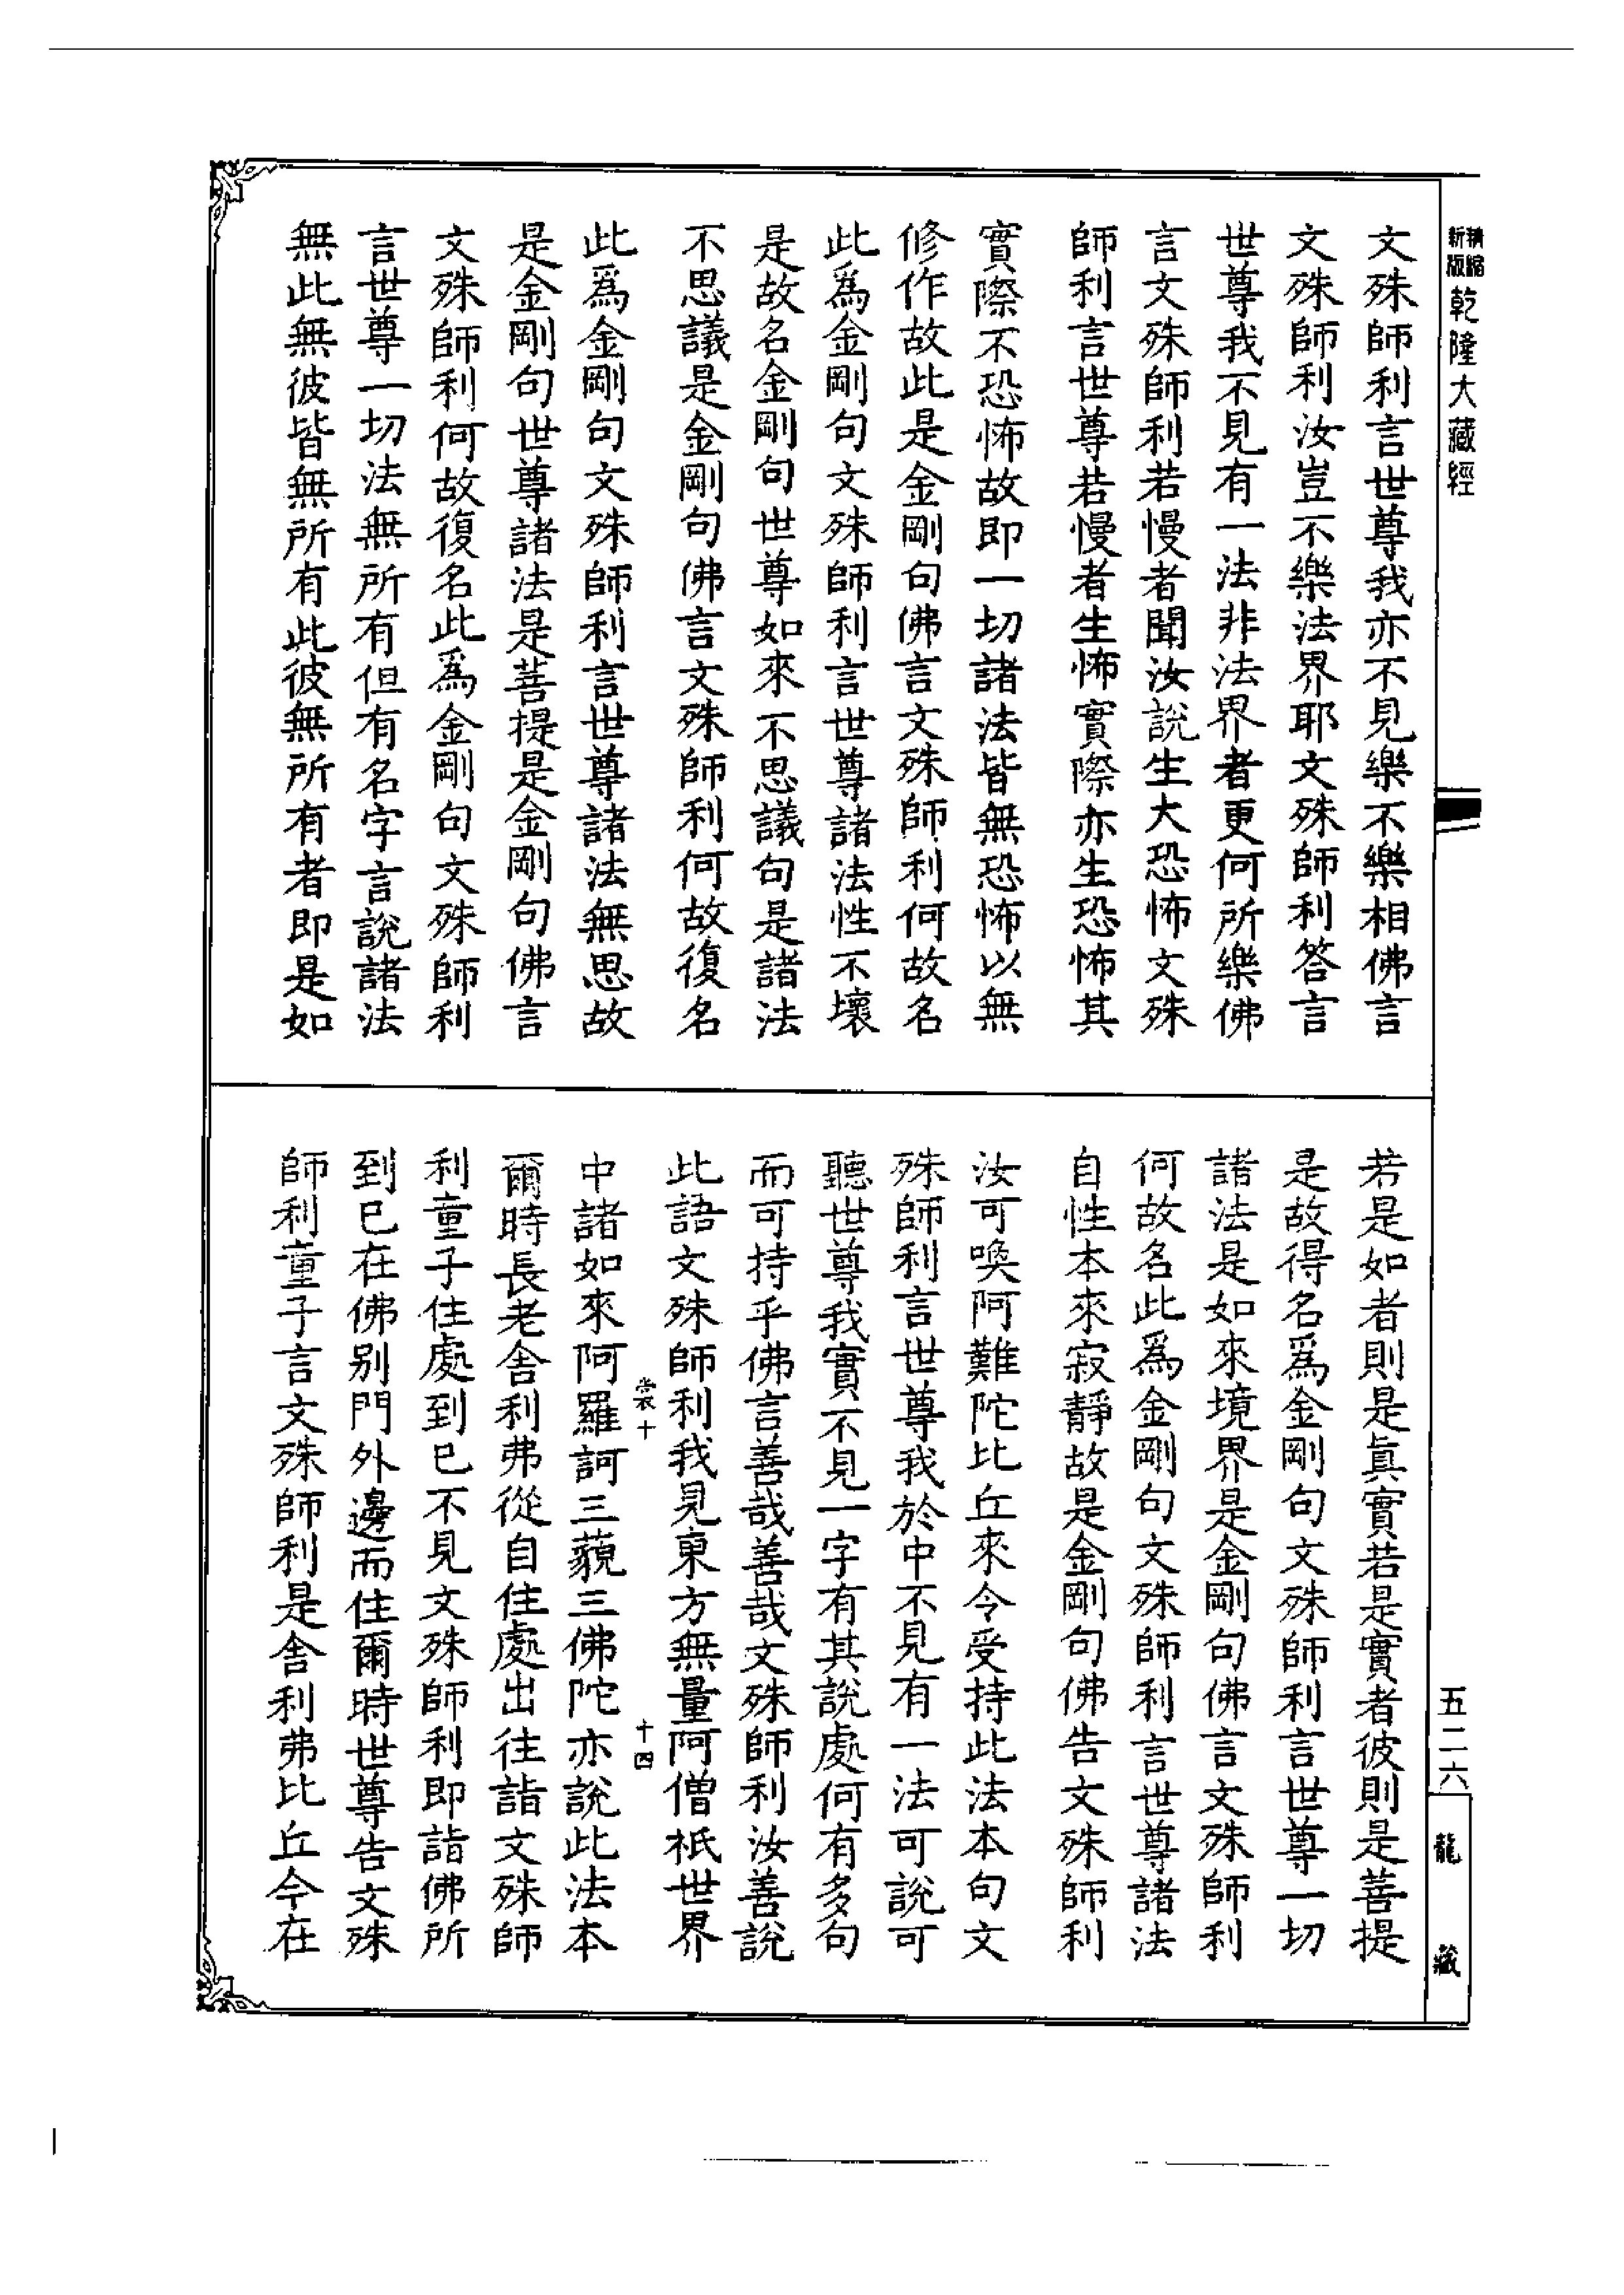 精縮新版乾隆大藏經
文殊師利言世尊我亦不見樂不樂相佛言
文殊師利汝豈不樂法界耶文殊師利答言
世尊我不見有一法非法界者更何所樂佛
言文殊師利若慢者聞汝說生大恐怖文殊
師利言世尊若慢者生怖實際亦生恐怖其
實際不恐怖故即一切諸法皆無恐怖以無
修作故此是金剛句佛言文殊師利何故名
此爲金剛句文殊師利言世尊諸法性不壞
是故名金剛句世尊如來不思議句是諸法
不思議是金剛句佛言文殊師利何故復名
此爲金剛句文殊師利言世尊諸法無思故
是金剛句世尊諸法是菩提是金剛句佛言
文殊師利何故復名此爲金剛句文殊師利
言世尊一切法無所有但有名字言說諸法
無此無彼皆無所有此彼無所有者即是如
若是如者則是眞實若是實者彼則是菩提
是故得名爲金剛句文殊師利言世尊一切
諸法是如來境界是金剛句佛言文殊師利
何故名此爲金剛句文殊師利言世尊諸法
自性本來寂靜故是金剛句佛告文殊師利
汝可喚阿難陀比丘來令受持此法本句文
殊師利言世尊我於中不見有一法可說可
聽世尊我實不見一字有其說處何有多句
而可持乎佛言善哉善哉文殊師利汝善說
此語文殊師利我見東方無量阿僧祇世界
裳十 十四
中諸如來阿羅訶三藐三佛陀亦說此法本
爾時長老舍利弗從自住處出往詣文殊師
利童子住處到已不見文殊師利即詣佛所
到已在佛別門外邊而住爾時世尊告文殊
師利童子言文殊師利是舍利弗比丘今在
五二六
龍藏